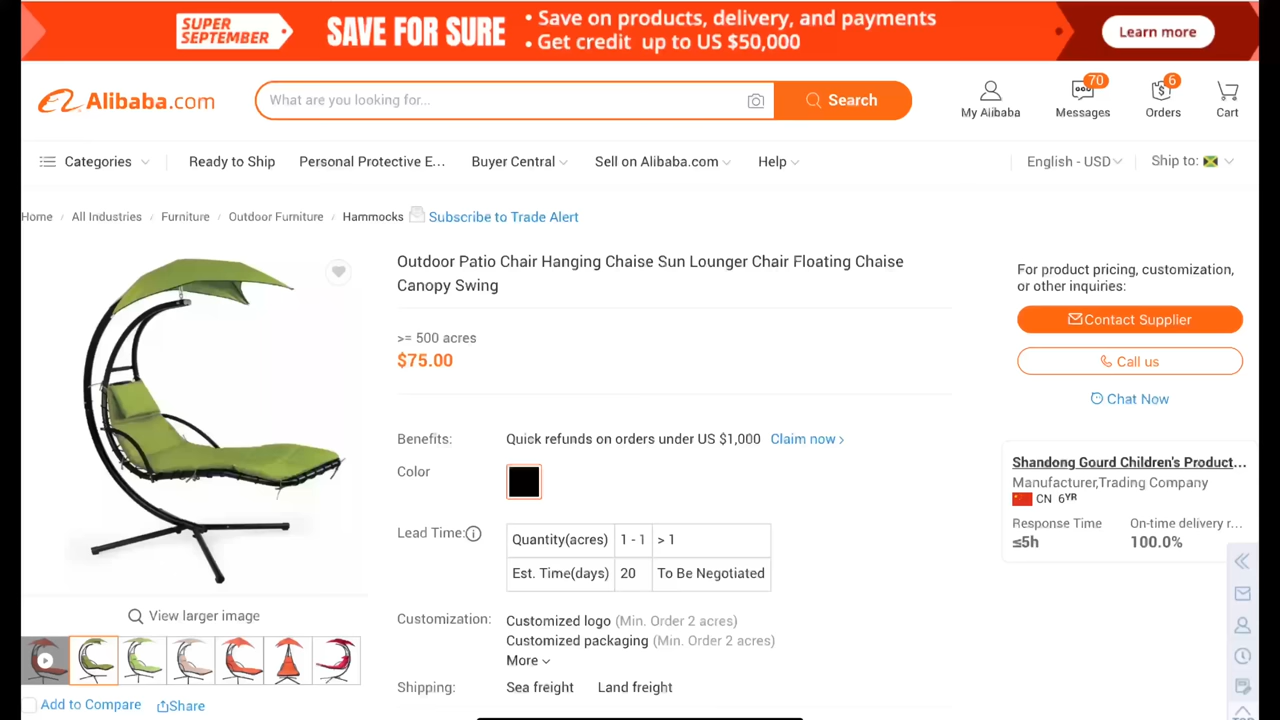 SUPER
SEPTEMBER
SAVE FOR SURE
• Save on products, delivery, and payments
• Get credit up to US $50,000
Learn more
Alibaba.com
What are you looking for...
Search
My Alibaba
70
Messages
6
Orders
Cart
Categories
Ready to Ship
Personal Protective E...
Buyer Central
Sell on Alibaba.com
Help
English - USD
Ship to:
Home / All Industries / Furniture / Outdoor Furniture / Hammocks
Subscribe to Trade Alert
Outdoor Patio Chair Hanging Chaise Sun Lounger Chair Floating Chaise
Canopy Swing
>= 500 acres
$75.00
Benefits: Quick refunds on orders under US $1,000 Claim now >
Color
Lead Time:
Quantity(acres) 1 - 1 > 1
Est. Time(days) 20 To Be Negotiated
Customization: Customized logo (Min. Order 2 acres)
Customized packaging (Min. Order 2 acres)
More
Shipping: Sea freight Land freight
View larger image
Add to Compare
Share
For product pricing, customization,
or other inquiries:
Contact Supplier
Call us
Chat Now
Shandong Gourd Children's Product...
Manufacturer,Trading Company
CN 6YR
Response Time On-time delivery r...
≤5h 100.0%